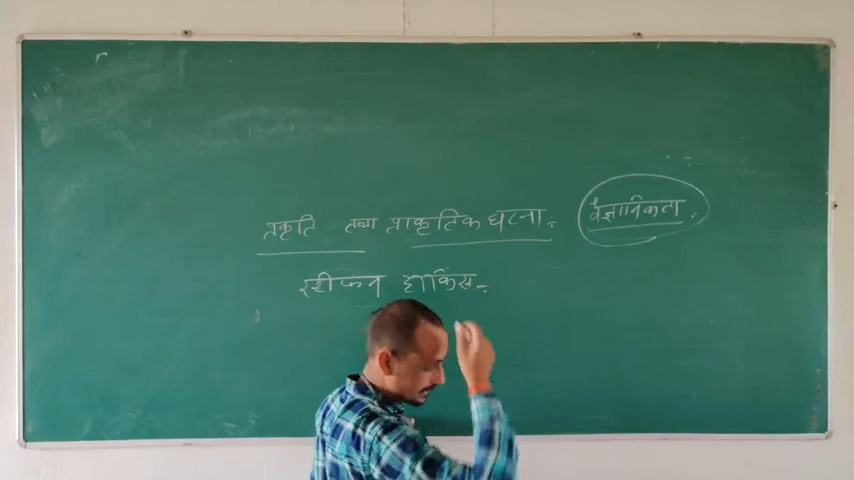 प्रकृति तथा प्राकृतिक घटना :- वैज्ञानिकता :
स्टीफन हॉकिंस :-